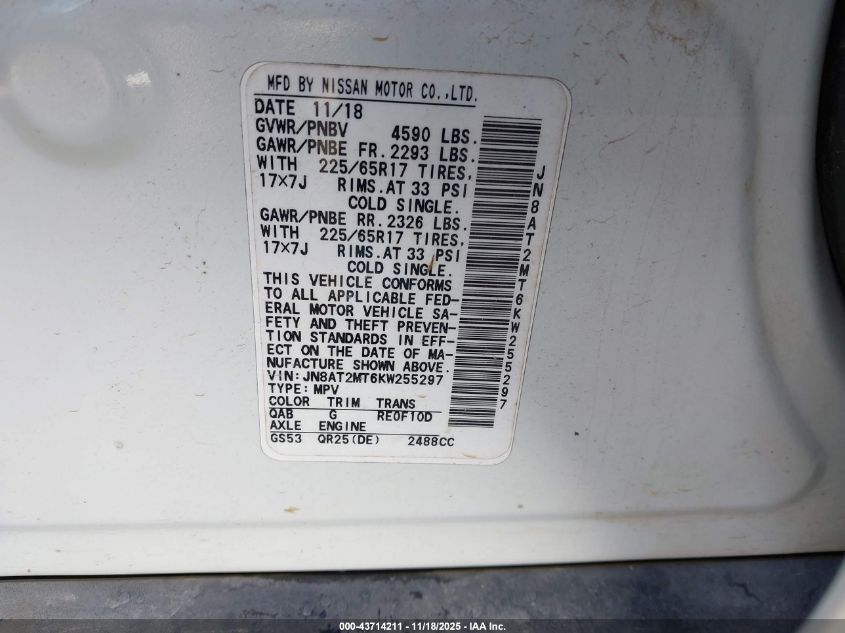 MFD BY NISSAN MOTOR CO.,LTD.
DATE 11/18
GVWR/PNBV 4590 LBS.
GAWR/PNBE FR. 2293 LBS.
WITH 225/65R17 TIRES,
17×7J RIMS. AT 33 PSI
COLD SINGLE.
GAWR/PNBE RR. 2326 LBS.
WITH 225/65R17 TIRES,
17×7J RIMS. AT 33 PSI
COLD SINGLE.
THIS VEHICLE CONFORMS
TO ALL APPLICABLE FED-
ERAL MOTOR VEHICLE SA-
FETY AND THEFT PREVEN-
TION STANDARDS IN EFF-
ECT ON THE DATE OF MA-
NUFACTURE SHOWN ABOVE.
VIN: JN8AT2MT6KW255297
TYPE: MPV
COLOR TRIM TRANS
QAB G RE0F10D
AXLE ENGINE
GS53 QR25(DE) 2488CC
JN8AT2MT6KW255297
000-43714211 - 11/18/2025 - IAA Inc.